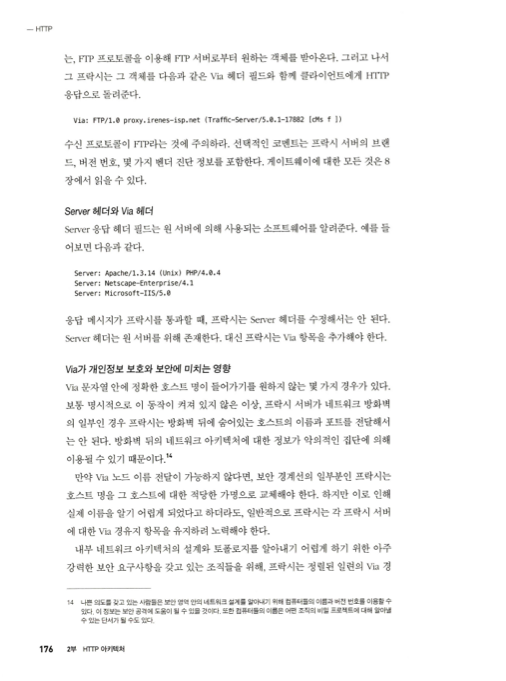 — HTTP
는, FTP 프로토콜을 이용해 FTP 서버로부터 원하는 객체를 받아온다. 그러고 나서
그 프락시는 그 객체를 다음과 같은 Via 헤더 필드와 함께 클라이언트에게 HTTP
응답으로 돌려준다.
Via: FTP/1.0 proxy.irenes-isp.net (Traffic-Server/5.0.1-17882 [cMs f ])
수신 프로토콜이 FTP라는 것에 주의하라. 선택적인 코멘트는 프락시 서버의 브랜
드, 버전 번호, 몇 가지 벤더 진단 정보를 포함한다. 게이트웨이에 대한 모든 것은 8
장에서 읽을 수 있다.
Server 헤더와 Via 헤더
Server 응답 헤더 필드는 원 서버에 의해 사용되는 소프트웨어를 알려준다. 예를 들
어보면 다음과 같다.
Server: Apache/1.3.14 (Unix) PHP/4.0.4
Server: Netscape-Enterprise/4.1
Server: Microsoft-IIS/5.0
응답 메시지가 프락시를 통과할 때, 프락시는 Server 헤더를 수정해서는 안 된다.
Server 헤더는 원 서버를 위해 존재한다. 대신 프락시는 Via 항목을 추가해야 한다.
Via가 개인정보 보호와 보안에 미치는 영향
Via 문자열 안에 정확한 호스트 명이 들어가기를 원하지 않는 몇 가지 경우가 있다.
보통 명시적으로 이 동작이 켜져 있지 않은 이상, 프락시 서버가 네트워크 방화벽
의 일부인 경우 프락시는 방화벽 뒤에 숨어있는 호스트의 이름과 포트를 전달해서
는 안 된다. 방화벽 뒤의 네트워크 아키텍처에 대한 정보가 악의적인 집단에 의해
이용될 수 있기 때문이다.14
만약 Via 노드 이름 전달이 가능하지 않다면, 보안 경계선의 일부분인 프락시는
호스트 명을 그 호스트에 대한 적당한 가명으로 교체해야 한다. 하지만 이로 인해
실제 이름을 알기 어렵게 되었다고 하더라도, 일반적으로 프락시는 각 프락시 서버
에 대한 Via 경유지 항목을 유지하려 노력해야 한다.
내부 네트워크 아키텍처의 설계와 토폴로지를 알아내기 어렵게 하기 위한 아주
강력한 보안 요구사항을 갖고 있는 조직들을 위해, 프락시는 정렬된 일련의 Via 경
14 나쁜 의도를 갖고 있는 사람들은 보안 영역 안의 네트워크 설계를 알아내기 위해 컴퓨터들의 이름과 버전 번호를 이용할 수
있다. 이 정보는 보안 공격에 도움이 될 수 있을 것이다. 또한 컴퓨터들의 이름은 어떤 조직의 비밀 프로젝트에 대해 알아낼
수 있는 단서가 될 수도 있다.
176 2부 HTTP 아키텍처